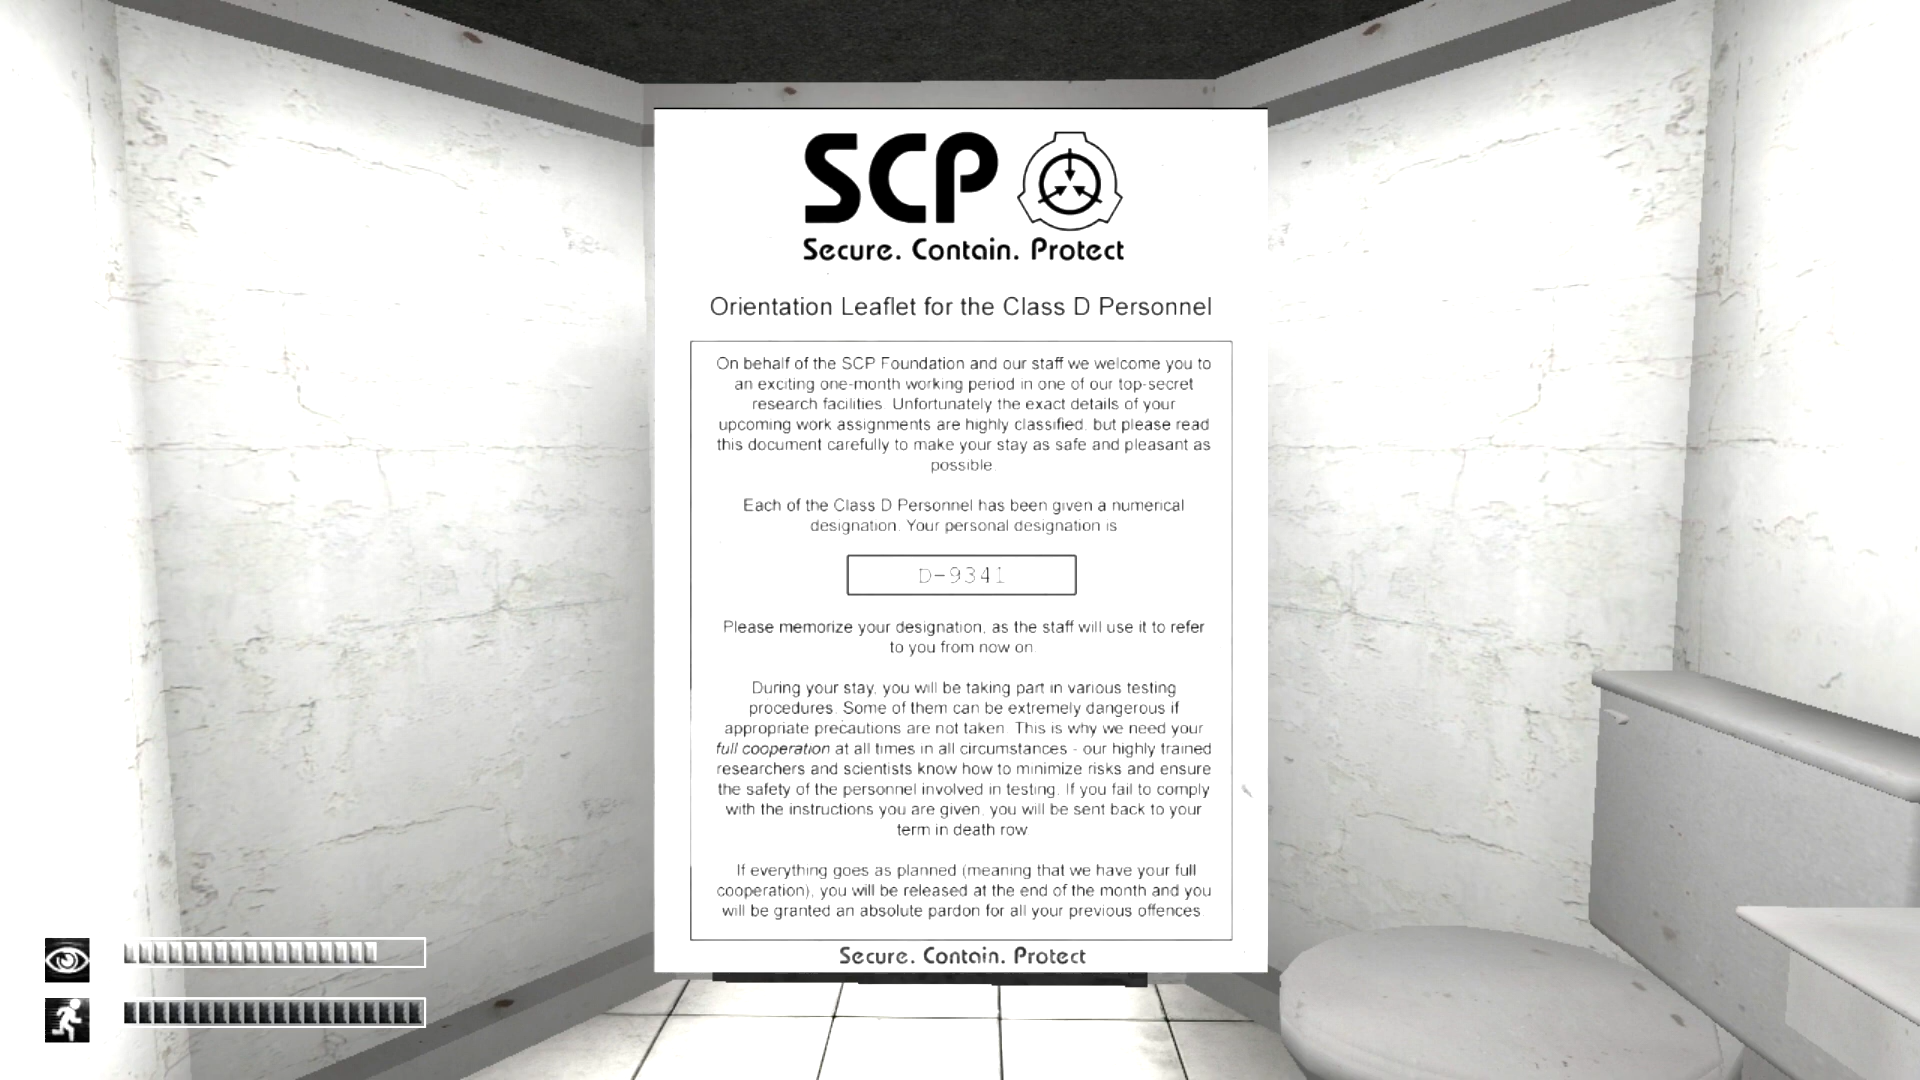 SCP
Secure. Contain. Protect
Orientation Leaflet for the Class D Personnel
On behalf of the SCP Foundation and our staff we welcome you to
an exciting one-month working period in one of our top-secret
research facilities. Unfortunately the exact details of your
upcoming work assignments are highly classified, but please read
this document carefully to make your stay as safe and pleasant as
possible.
Each of the Class D Personnel has been given a numerical
designation. Your personal designation is
D-9341
Please memorize your designation, as the staff will use it to refer
to you from now on.
During your stay, you will be taking part in various testing
procedures. Some of them can be extremely dangerous if
appropriate precautions are not taken. This is why we need your
full cooperation at all times in all circumstances - our highly trained
researchers and scientists know how to minimize risks and ensure
the safety of the personnel involved in testing. If you fail to comply
with the instructions you are given, you will be sent back to your
term in death row.
If everything goes as planned (meaning that we have your full
cooperation), you will be released at the end of the month and you
will be granted an absolute pardon for all your previous offences.
Secure. Contain. Protect